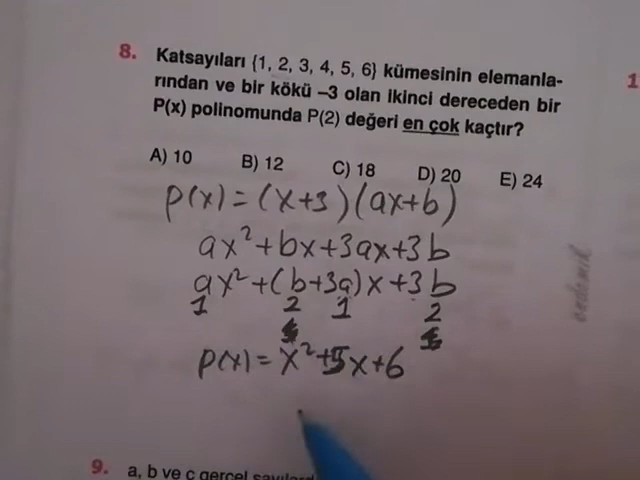 8. Katsayıları {1, 2, 3, 4, 5, 6} kümesinin elemanla-
rından ve bir kökü –3 olan ikinci dereceden bir
P(x) polinomunda P(2) değeri en çok kaçtır?
A) 10 B) 12 C) 18 D) 20 E) 24
P(x) = (x+3)(ax+b)
ax²+bx+3ax+3b
ax²+(b+3a)x+3b
1 2 1 2
P(x) = x²+5x+6
9. a, b ve c gerçel
1